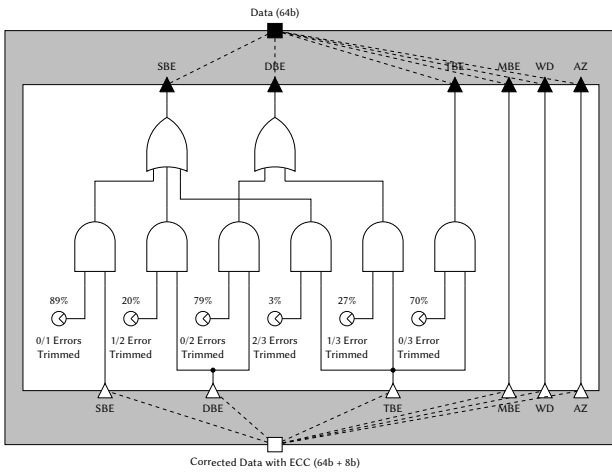 Data (64b)
SBE DBE TBE MBE WD AZ
89% 20% 79% 3% 27% 70%
0/1 Errors 1/2 Error 0/2 Errors 2/3 Errors 1/3 Error 0/3 Error
Trimmed Trimmed Trimmed Trimmed Trimmed Trimmed
SBE DBE TBE MBE WD AZ
Corrected Data with ECC (64b + 8b)